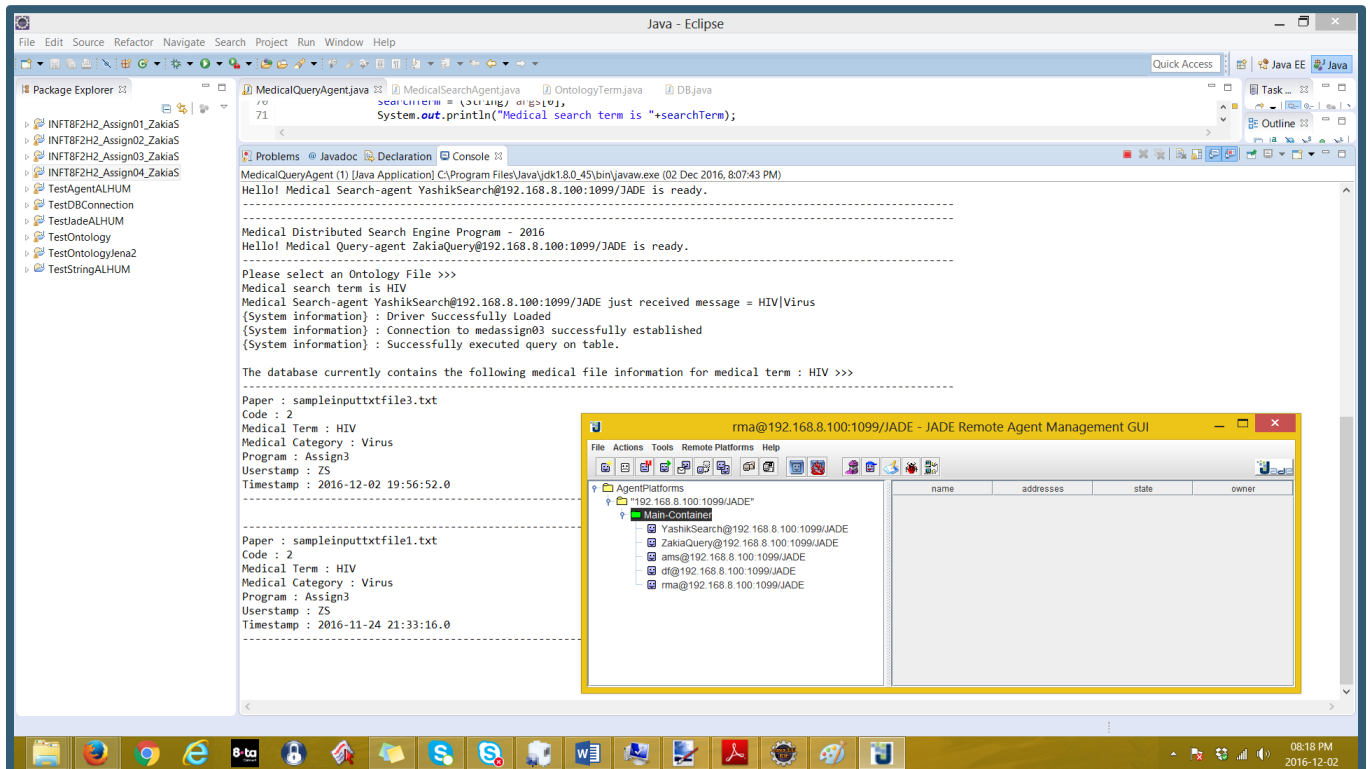 Java - Eclipse
File Edit Source Refactor Navigate Search Project Run Window Help
Quick Access
Java EE
Java
Package Explorer
INFT8F2H2_Assign01_ZakiaS
INFT8F2H2_Assign02_ZakiaS
INFT8F2H2_Assign03_ZakiaS
INFT8F2H2_Assign04_ZakiaS
TestAgentALHUM
TestDBConnection
TestJadeALHUM
TestOntology
TestOntologyJena2
TestStringALHUM
MedicalQueryAgent.java MedicalSearchAgent.java OntologyTerm.java DB.java
70 searchTerm = (String) args[0];
71 System.out.println("Medical search term is "+searchTerm);
Task ...
Outline
Problems @ Javadoc Declaration Console
MedicalQueryAgent (1) [Java Application] C:\Program Files\Java\jdk1.8.0_45\bin\javaw.exe (02 Dec 2016, 8:07:43 PM)
Hello! Medical Search-agent YashikSearch@192.168.8.100:1099/JADE is ready.
Medical Distributed Search Engine Program - 2016
Hello! Medical Query-agent ZakiaQuery@192.168.8.100:1099/JADE is ready.
Please select an Ontology File >>>
Medical search term is HIV
Medical Search-agent YashikSearch@192.168.8.100:1099/JADE just received message = HIV|Virus
{System information} : Driver Successfully Loaded
{System information} : Connection to medassign03 successfully established
{System information} : Successfully executed query on table.
The database currently contains the following medical file information for medical term : HIV >>>
Paper : sampleinputtxtfile3.txt
Code : 2
Medical Term : HIV
Medical Category : Virus
Program : Assign3
Userstamp : ZS
Timestamp : 2016-12-02 19:56:52.0
Paper : sampleinputtxtfile1.txt
Code : 2
Medical Term : HIV
Medical Category : Virus
Program : Assign3
Userstamp : ZS
Timestamp : 2016-11-24 21:33:16.0
rma@192.168.8.100:1099/JADE - JADE Remote Agent Management GUI
File Actions Tools Remote Platforms Help
Jade
AgentPlatforms
"192.168.8.100:1099/JADE"
Main-Container
YashikSearch@192.168.8.100:1099/JADE
ZakiaQuery@192.168.8.100:1099/JADE
ams@192.168.8.100:1099/JADE
df@192.168.8.100:1099/JADE
rma@192.168.8.100:1099/JADE
name addresses state owner
8·ta
08:18 PM
2016-12-02